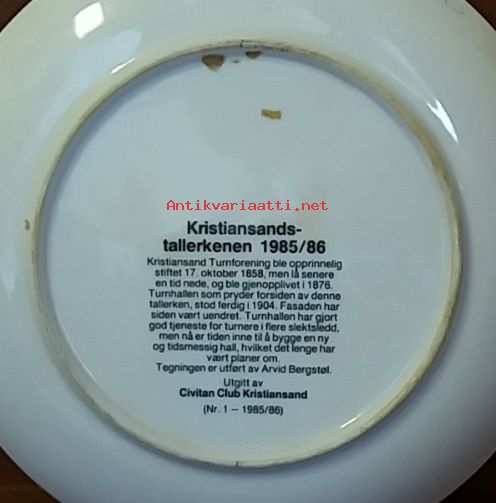 Antikvariaatti.net
Kristiansands-
tallerkenen 1985/86
Kristiansand Turnforening ble opprinnelig
stiftet 17. oktober 1858, men lå senere
en tid nede, og ble gjenopplivet i 1876.
Turnhallen som pryder forsiden av denne
tallerken, stod ferdig i 1904. Fasaden har
siden vært uendret. Turnhallen har gjort
god tjeneste for turnere i flere slektsledd,
men nå er tiden inne til å bygge en ny
og tidsmessig hall, hvilket det lenge har
vært planer om.
Tegningen er utført av Arvid Bergstøl.
Utgitt av
Civitan Club Kristiansand
(Nr. 1 – 1985/86)